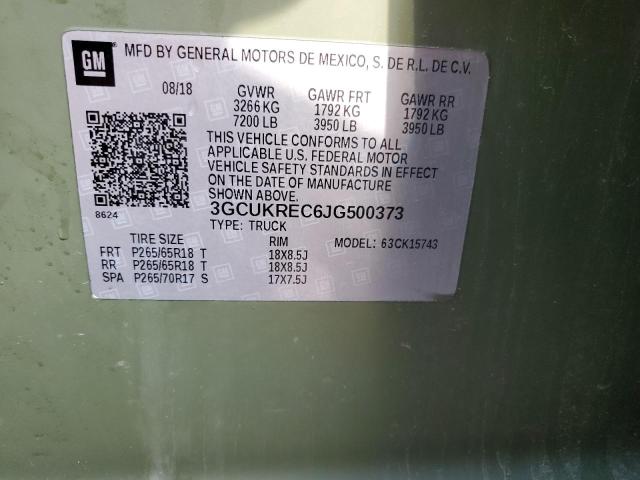 GM
MFD BY GENERAL MOTORS DE MEXICO, S. DE R.L. DE C.V.
08/18 GVWR GAWR FRT GAWR RR
3266 KG 1792 KG 1792 KG
7200 LB 3950 LB 3950 LB
THIS VEHICLE CONFORMS TO ALL
APPLICABLE U.S. FEDERAL MOTOR
VEHICLE SAFETY STANDARDS IN EFFECT
ON THE DATE OF MANUFACTURE
SHOWN ABOVE.
8624 3GCUKREC6JG500373
TYPE: TRUCK
TIRE SIZE RIM MODEL: 63CK15743
FRT P265/65R18 T 18X8.5J
RR P265/65R18 T 18X8.5J
SPA P265/70R17 S 17X7.5J